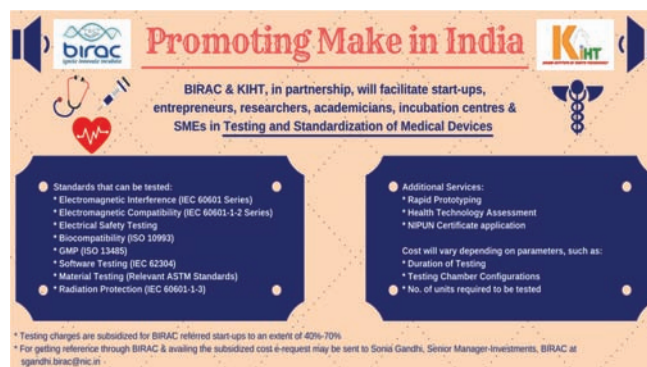 birac
ignite innovate incubate
Promoting Make in India
KIHT
BIRAC & KIHT, in partnership, will facilitate start-ups,
entrepreneurs, researchers, academicians, incubation centres &
SMEs in Testing and Standardization of Medical Devices
Standards that can be tested:
* Electromagnetic Interference (IEC 60601 Series)
* Electromagnetic Compatibility (IEC 60601-1-2 Series)
* Electrical Safety Testing
* Biocompatibility (ISO 10993)
* GMP (ISO 13485)
* Software Testing (IEC 62304)
* Material Testing (Relevant ASTM Standards)
* Radiation Protection (IEC 60601-1-3)
Additional Services:
* Rapid Prototyping
* Health Technology Assessment
* NIPUN Certificate application
Cost will vary depending on parameters, such as:
* Duration of Testing
* Testing Chamber Configurations
* No. of units required to be tested
* Testing charges are subsidized for BIRAC referred start-ups to an extent of 40%-70%
* For getting reference through BIRAC & availing the subsidized cost e-request may be sent to Sonia Gandhi, Senior Manager-Investments, BIRAC at
sgandhi.birac@nic.in